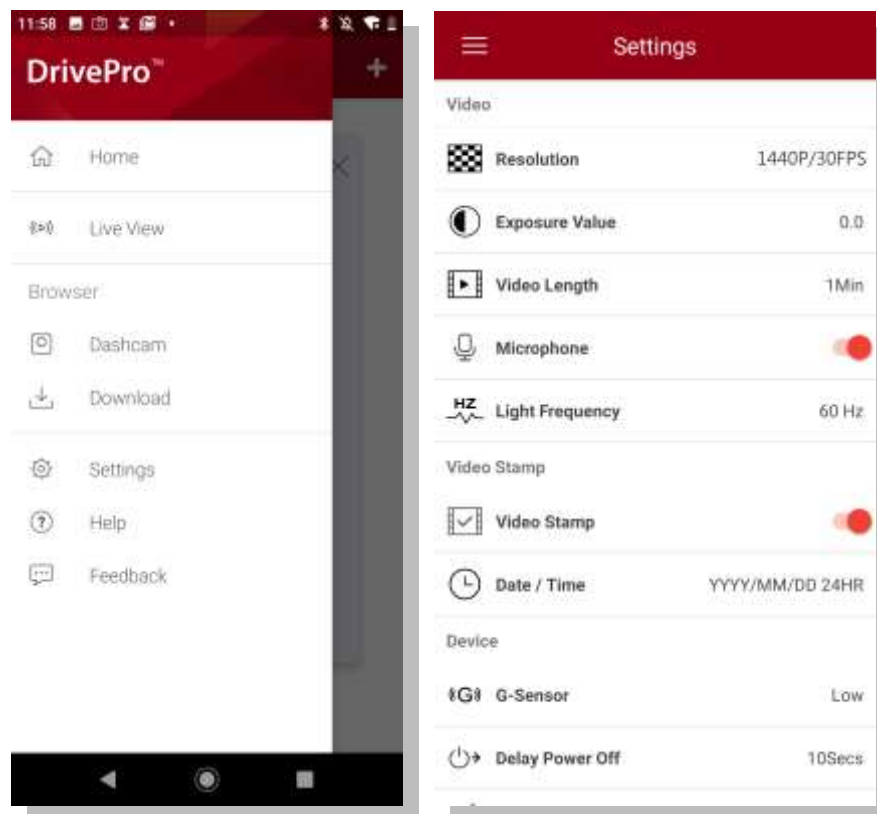 11:58
DrivePro™
Home
Live View
Browser
Dashcam
Download
Settings
Help
Feedback
Settings
Video
Resolution 1440P/30FPS
Exposure Value 0.0
Video Length 1Min
Microphone
HZ Light Frequency 60 Hz
Video Stamp
Video Stamp
Date / Time YYYY/MM/DD 24HR
Device
G G-Sensor Low
Delay Power Off 10Secs